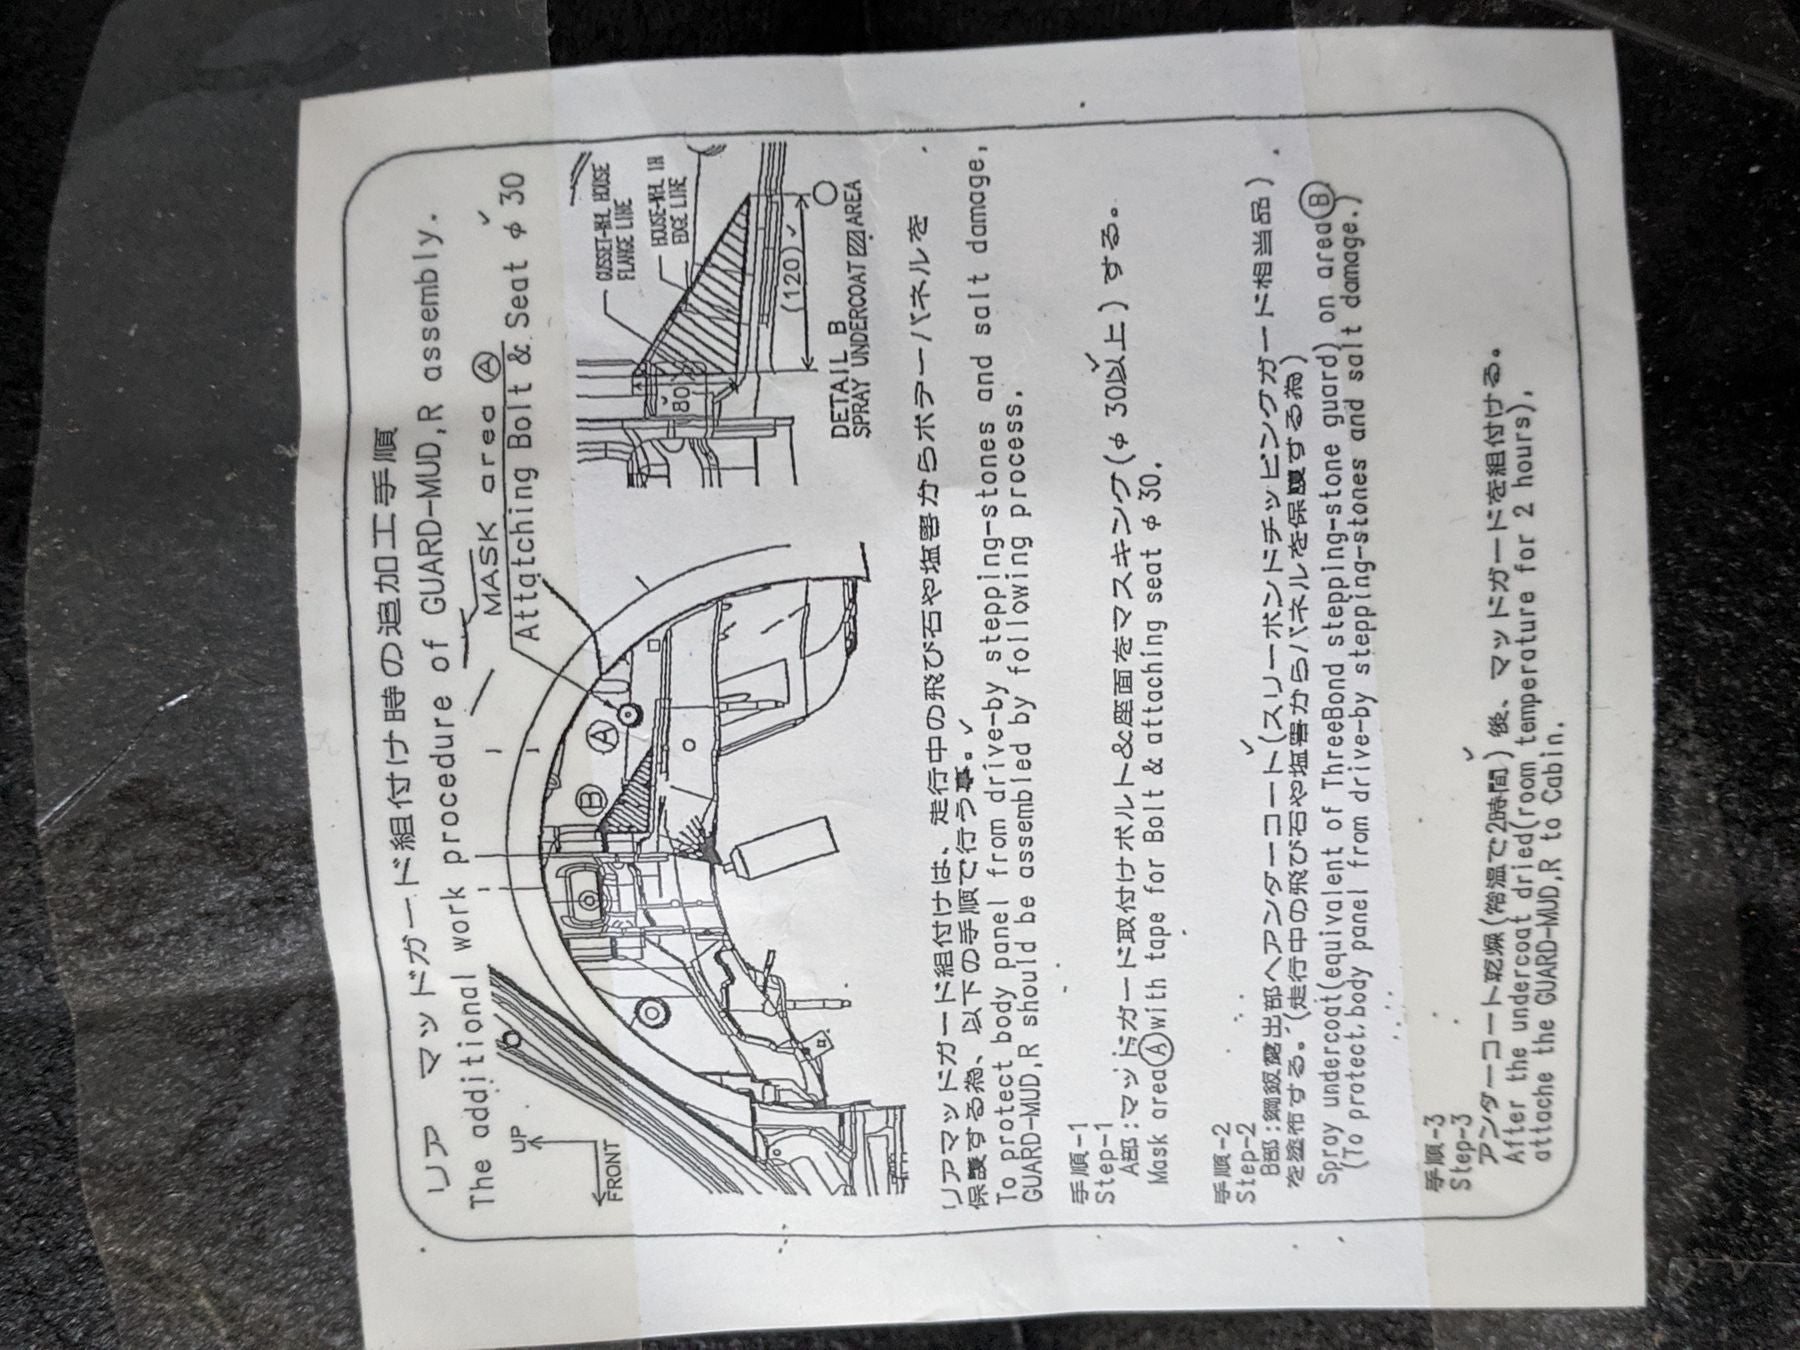 リア マッドガード組付け時の追加工手順
The additional work procedure of GUARD-MUD,R assembly.
MASK area Ⓐ
Attatching Bolt & Seat φ30
UP
FRONT
Ⓐ
Ⓑ
GUSSET-RR WHL HOUSE
FLANGE LINE
HOUSE-WHL IN
EDGE LINE
(80)
(120)
DETAIL B
SPRAY UNDERCOAT AREA
リアマッドガード組付けは、走行中の飛び石や塩害からボデーパネルを
保護する為、以下の手順で行う事。
To protect body panel from drive-by stepping-stones and salt damage,
GUARD-MUD,R should be assembled by following process.
手順-1
Step-1
A部:マッドガード取付けボルト&座面をマスキング(φ30以上)する。
Mask areaⒶwith tape for Bolt & attaching seat φ30.
手順-2
Step-2
B部:鋼鈑露出部へアンダーコート(スリーボンドチッピングガード相当品)
を塗布する。(走行中の飛び石や塩害からパネルを保護する為)
Spray undercoat(equivalent of ThreeBond stepping-stone guard) on areaⒷ
(To protect body panel from drive-by stepping-stones and salt damage.)
手順-3
Step-3
アンダーコート乾燥(常温で2時間)後、マッドガードを組付ける。
After the undercoat dried(room temperature for 2 hours),
attache the GUARD-MUD,R to Cabin.